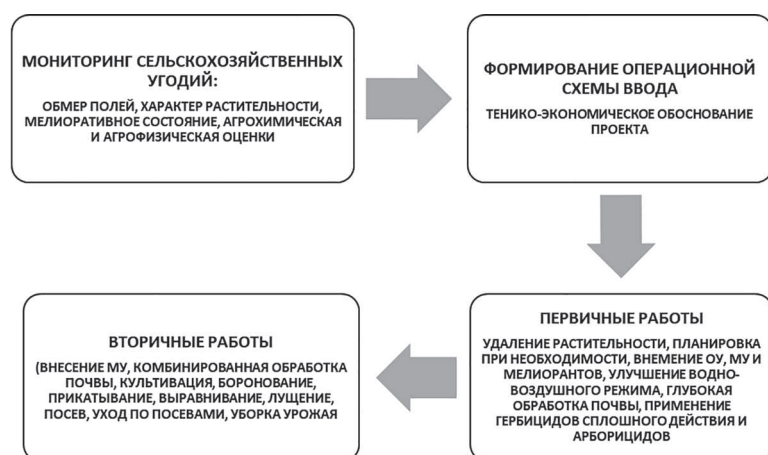 МОНИТОРИНГ СЕЛЬСКОХОЗЯЙСТВЕННЫХ
УГОДИЙ:
ОБМЕР ПОЛЕЙ, ХАРАКТЕР РАСТИТЕЛЬНОСТИ,
МЕЛИОРАТИВНОЕ СОСТОЯНИЕ, АГРОХИМИЧЕСКАЯ
И АГРОФИЗИЧЕСКАЯ ОЦЕНКИ
ФОРМИРОВАНИЕ ОПЕРАЦИОННОЙ
СХЕМЫ ВВОДА
ТЕНИКО-ЭКОНОМИЧЕСКОЕ ОБОСНОВАНИЕ
ПРОЕКТА
ПЕРВИЧНЫЕ РАБОТЫ
УДАЛЕНИЕ РАСТИТЕЛЬНОСТИ, ПЛАНИРОВКА
ПРИ НЕОБХОДИМОСТИ, ВНЕМЕНИЕ ОУ, МУ И
МЕЛИОРАНТОВ, УЛУЧШЕНИЕ ВОДНО-
ВОЗДУШНОГО РЕЖИМА, ГЛУБОКАЯ
ОБРАБОТКА ПОЧВЫ, ПРИМЕНЕНИЕ
ГЕРБИЦИДОВ СПЛОШНОГО ДЕЙСТВИЯ И
АРБОРИЦИДОВ
ВТОРИЧНЫЕ РАБОТЫ
(ВНЕСЕНИЕ МУ, КОМБИНИРОВАННАЯ ОБРАБОТКА
ПОЧВЫ, КУЛЬТИВАЦИЯ, БОРОНОВАНИЕ,
ПРИКАТЫВАНИЕ, ВЫРАВНИВАНИЕ, ЛУЩЕНИЕ,
ПОСЕВ, УХОД ПО ПОСЕВАМИ, УБОРКА УРОЖАЯ